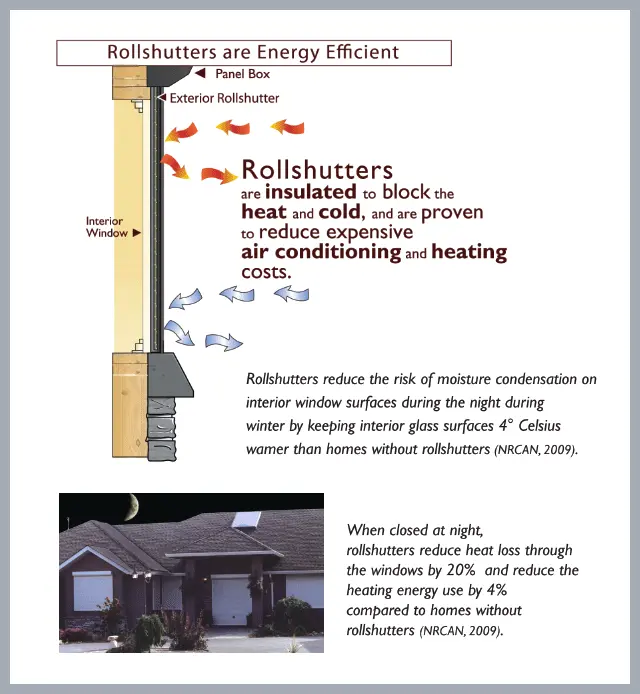 Rollshutters are Energy Efficient
Panel Box
Exterior Rollshutter
Rollshutters
are insulated to block the
heat and cold, and are proven
to reduce expensive
air conditioning and heating
costs.
Interior
Window
Rollshutters reduce the risk of moisture condensation on
interior window surfaces during the night during
winter by keeping interior glass surfaces 4° Celsius
wamer than homes without rollshutters (NRCAN, 2009).
When closed at night,
rollshutters reduce heat loss through
the windows by 20% and reduce the
heating energy use by 4%
compared to homes without
rollshutters (NRCAN, 2009).